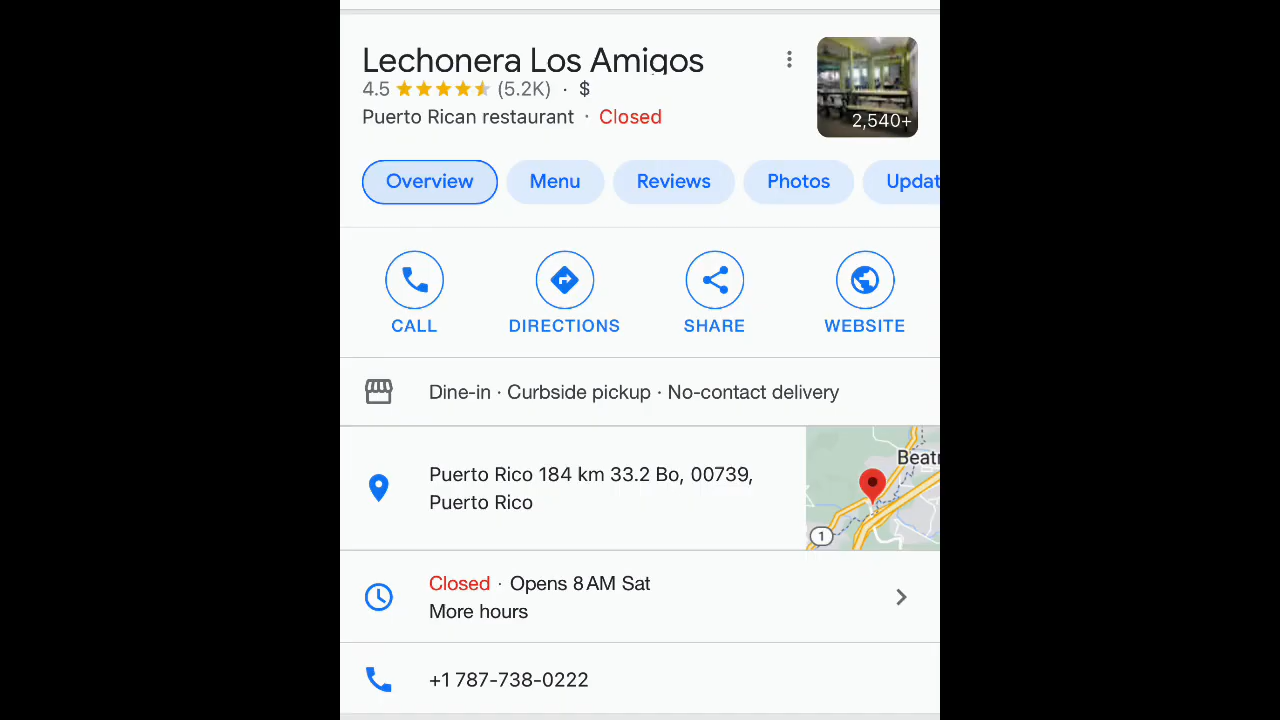 Lechonera Los Amigos
4.5 (5.2K) · $
Puerto Rican restaurant · Closed
2,540+
Overview
Menu
Reviews
Photos
Updat
CALL
DIRECTIONS
SHARE
WEBSITE
Dine-in · Curbside pickup · No-contact delivery
Puerto Rico 184 km 33.2 Bo, 00739,
Puerto Rico
Beatr
1
Closed · Opens 8 AM Sat
More hours
+1 787-738-0222